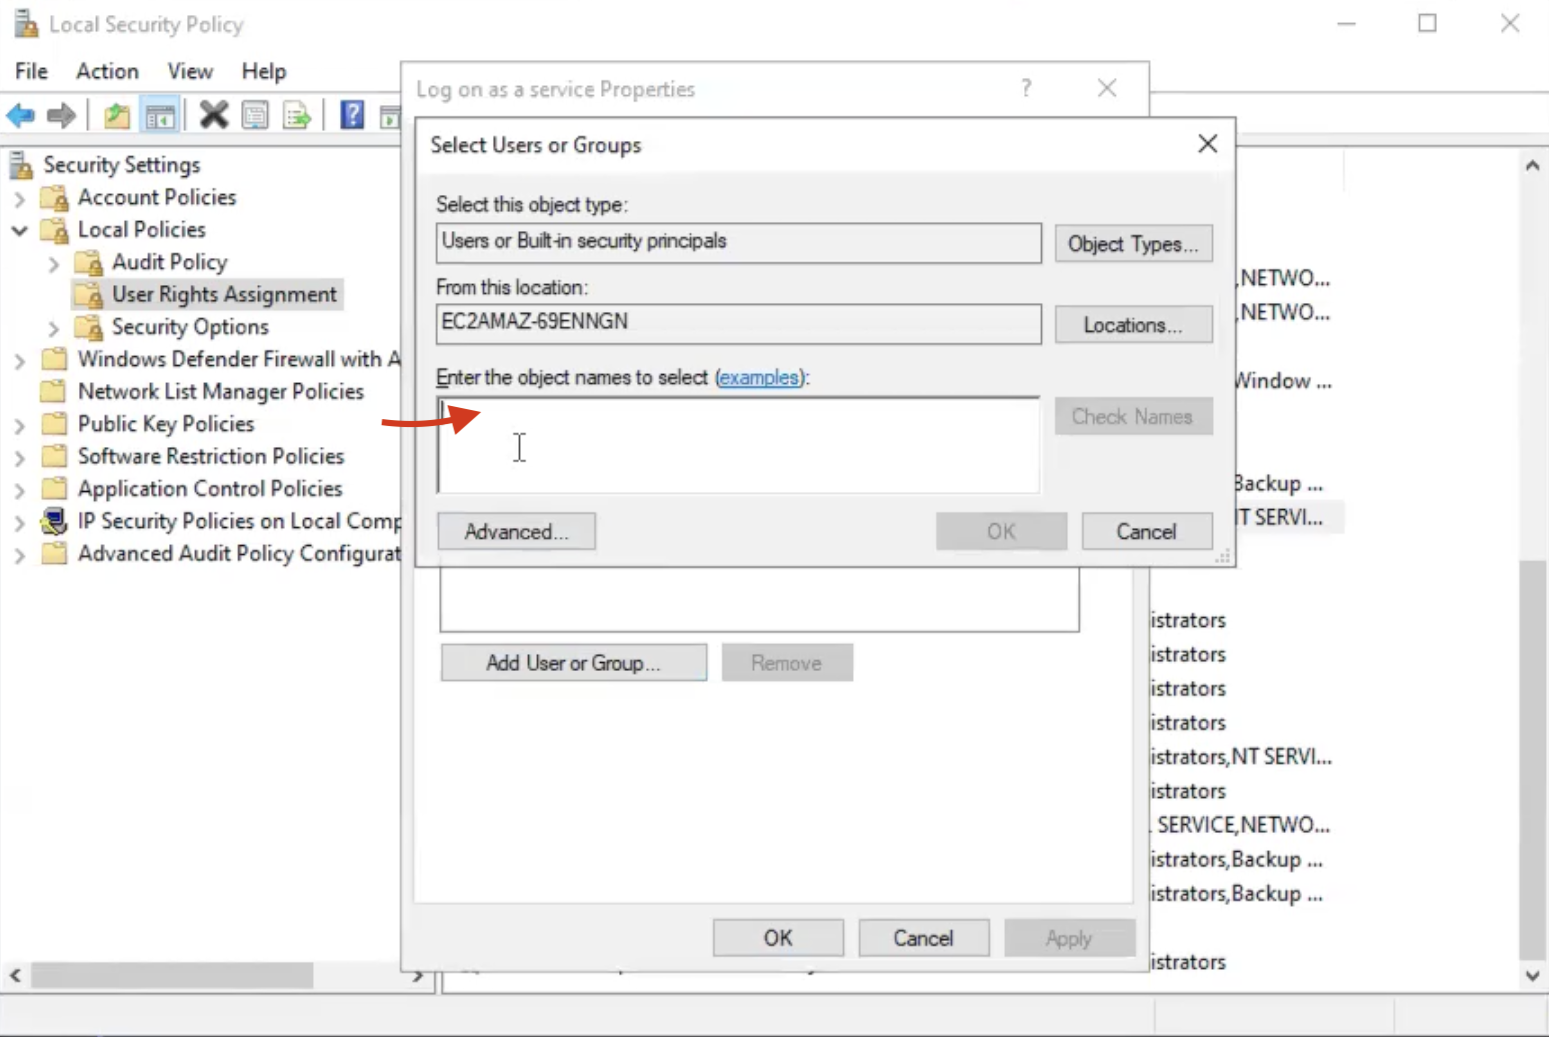 Local Security Policy
File Action View Help
Log on as a service Properties
?
Select Users or Groups
Select this object type:
Users or Built-in security principals
Object Types...
From this location:
EC2AMAZ-69ENNGN
Locations...
Enter the object names to select (examples):
Check Names
Advanced...
OK
Cancel
Add User or Group...
Remove
OK
Cancel
Apply
Security Settings
Account Policies
Local Policies
Audit Policy
User Rights Assignment
Security Options
Windows Defender Firewall with A
Network List Manager Policies
Public Key Policies
Software Restriction Policies
Application Control Policies
IP Security Policies on Local Comp
Advanced Audit Policy Configurat
,NETWO...
,NETWO...
Window ...
Backup ...
IT SERVI...
istrators
istrators
istrators
istrators
istrators,NT SERVI...
istrators
SERVICE,NETWO...
istrators,Backup ...
istrators,Backup ...
istrators